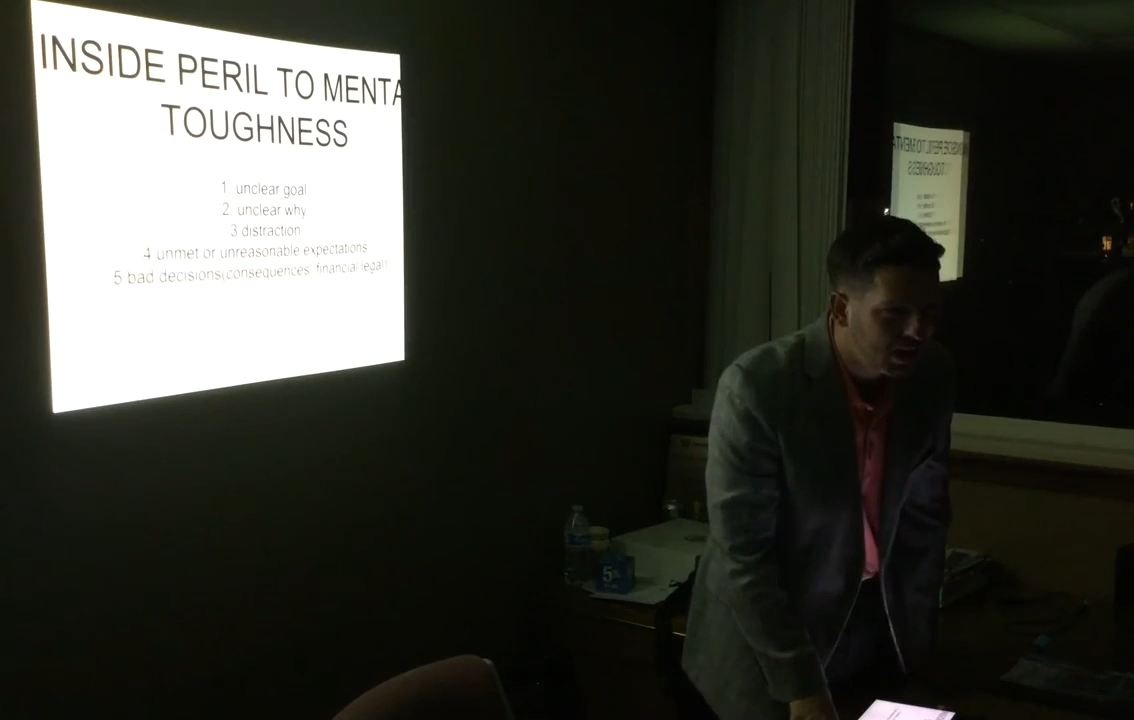 INSIDE PERIL TO MENTA
TOUGHNESS
1. unclear goal
2. unclear why
3 distraction
4 unmet or unreasonable expectations
5 bad decisions(consequences, financial legal)
5